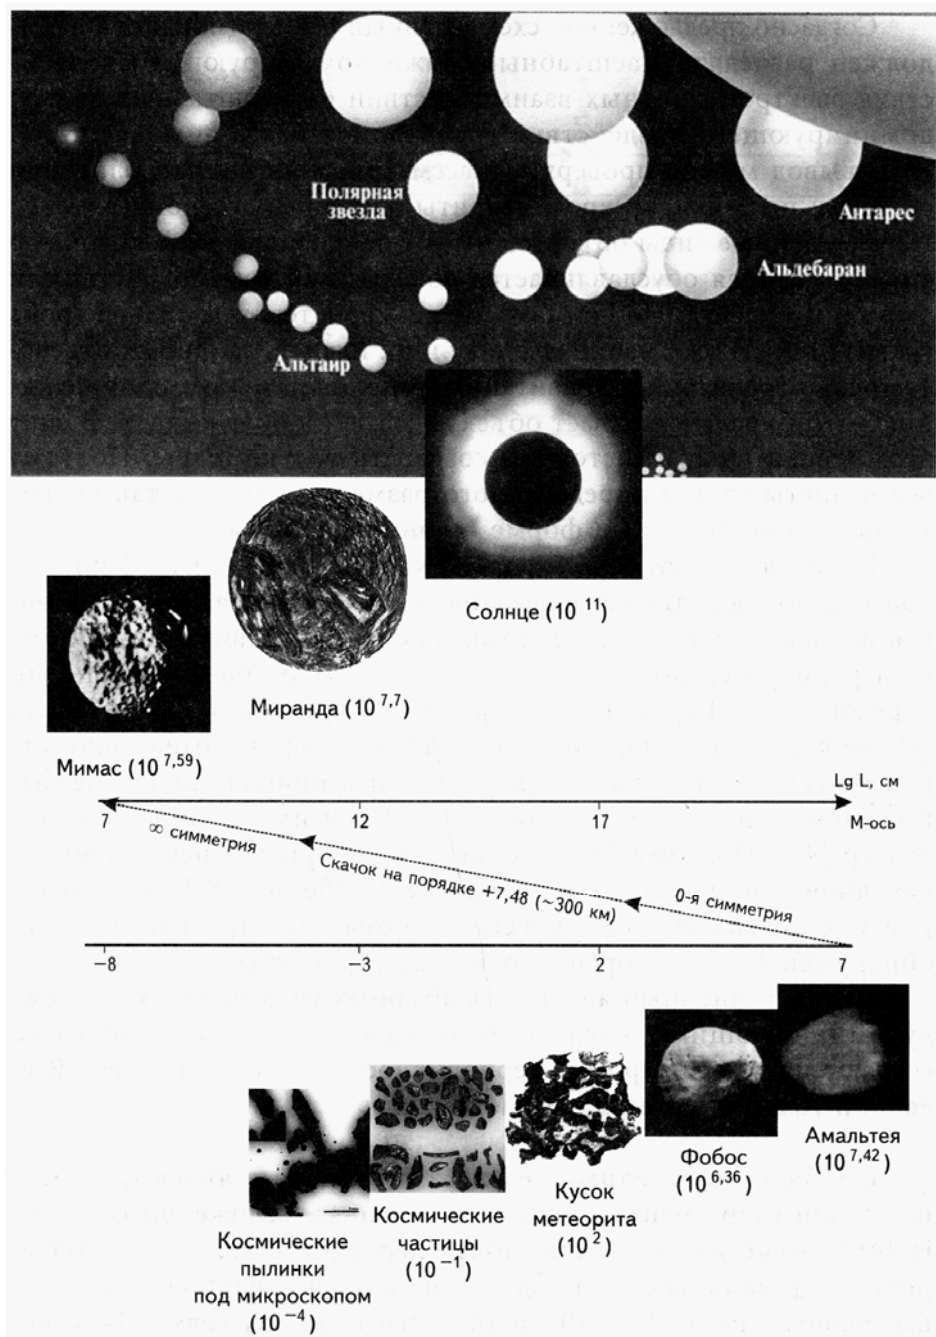 Полярная
звезда
Антарес
Альдебаран
Альтаир
Солнце (10 11)
Миранда (10 7,7)
Мимас (10 7,59)
Lg L, см
7
12
17
М-ось
∞ симметрия
Скачок на порядке +7,48 (~300 км)
0-я симметрия
−8
−3
2
7
Амальтея
(10 7,42)
Фобос
(10 6,36)
Кусок
метеорита
(10 2)
Космические
частицы
(10 −1)
Космические
пылинки
под микроскопом
(10 −4)